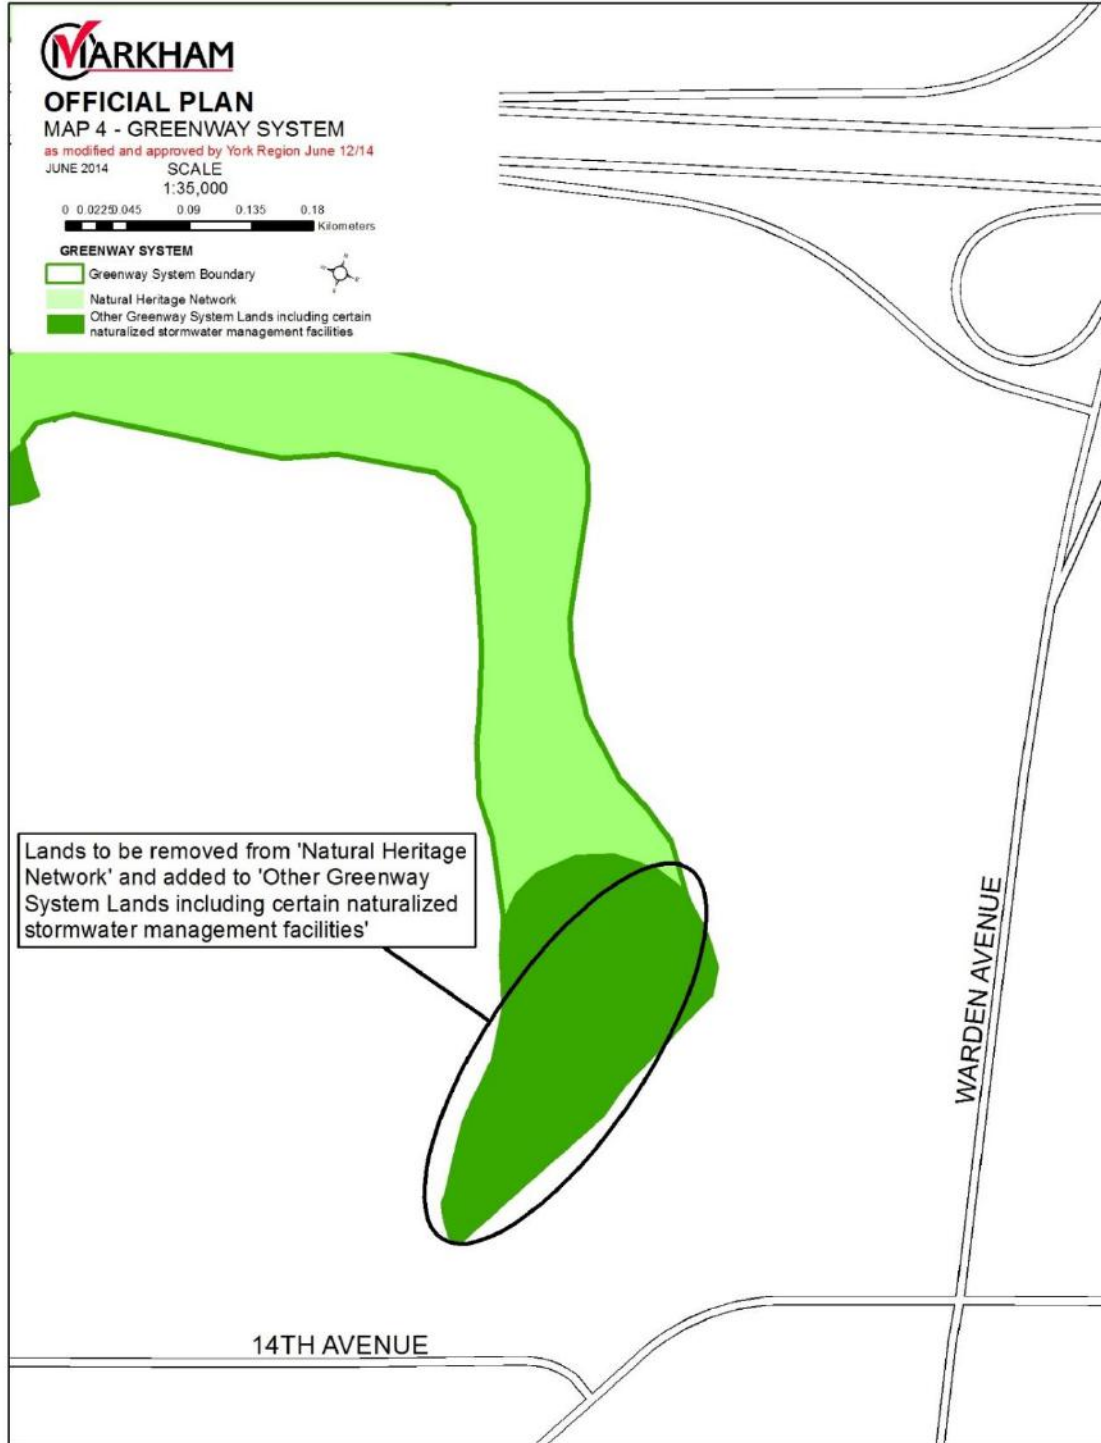 MARKHAM
OFFICIAL PLAN
MAP 4 - GREENWAY SYSTEM
as modified and approved by York Region June 12/14
JUNE 2014
SCALE
1:35,000
0 0.0225 0.045 0.09 0.135 0.18
Kilometers
GREENWAY SYSTEM
Greenway System Boundary
Natural Heritage Network
Other Greenway System Lands including certain
naturalized stormwater management facilities
Lands to be removed from 'Natural Heritage
Network' and added to 'Other Greenway
System Lands including certain naturalized
stormwater management facilities'
WARDEN AVENUE
14TH AVENUE